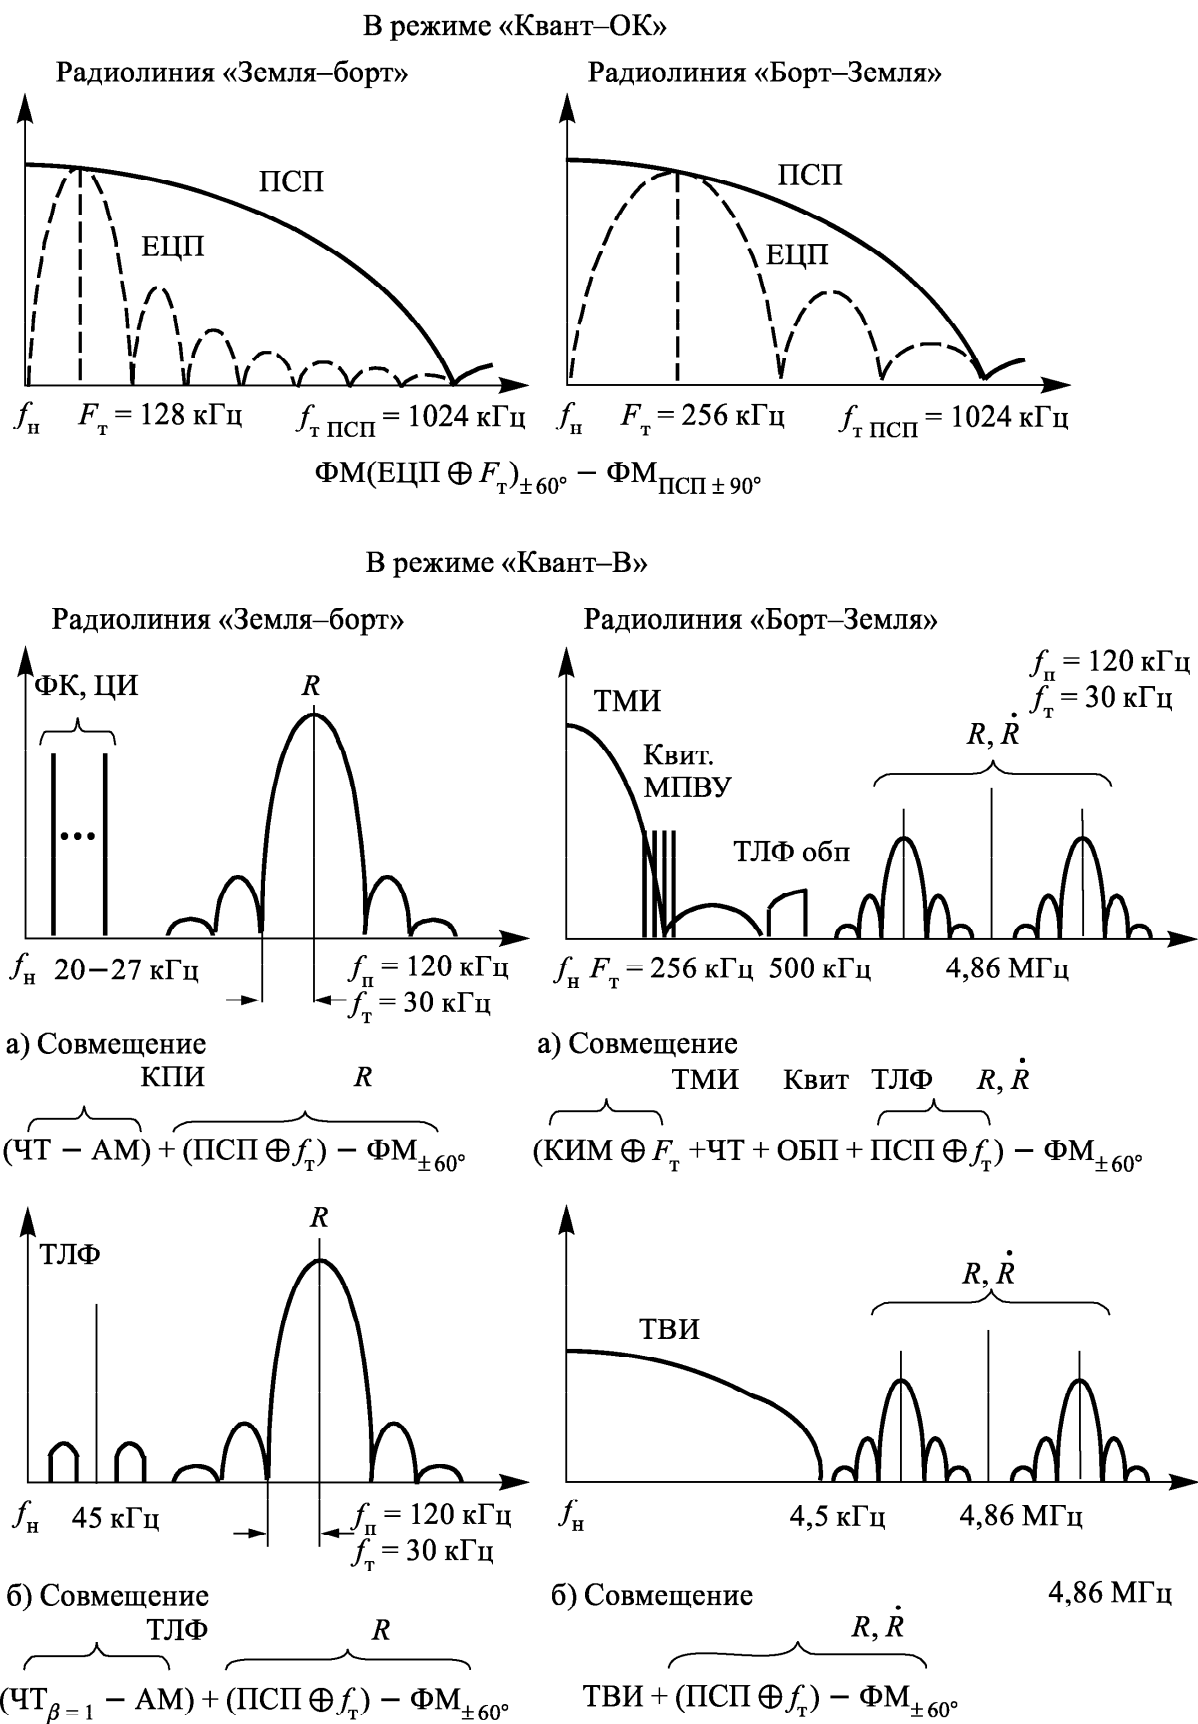 В режиме «Квант–ОК»
Радиолиния «Земля–борт»
Радиолиния «Борт–Земля»
ПСП
ЕЦП
ПСП
ЕЦП
fн Fт = 128 кГц fт ПСП = 1024 кГц
fн Fт = 256 кГц fт ПСП = 1024 кГц
ФМ(ЕЦП ⊕ Fт)±60° − ФМПСП ± 90°
В режиме «Квант–В»
Радиолиния «Земля–борт»
Радиолиния «Борт–Земля»
ФК, ЦИ
R
fн 20−27 кГц fп = 120 кГц
fт = 30 кГц
fп = 120 кГц
fт = 30 кГц
ТМИ
R, Ṙ
Квит.
МПВУ
ТЛФ обп
fн Fт = 256 кГц 500 кГц 4,86 МГц
а) Совмещение
КПИ R
(ЧТ − АМ) + (ПСП ⊕ fт) − ФМ±60°
а) Совмещение
ТМИ Квит ТЛФ R, Ṙ
(КИМ ⊕ Fт +ЧТ + ОБП + ПСП ⊕ fт) − ФМ±60°
ТЛФ
R
fн 45 кГц fп = 120 кГц
fт = 30 кГц
R, Ṙ
ТВИ
fн 4,5 кГц 4,86 МГц
б) Совмещение
ТЛФ R
(ЧТβ = 1 − АМ) + (ПСП ⊕ fт) − ФМ±60°
б) Совмещение 4,86 МГц
R, Ṙ
ТВИ + (ПСП ⊕ fт) − ФМ±60°